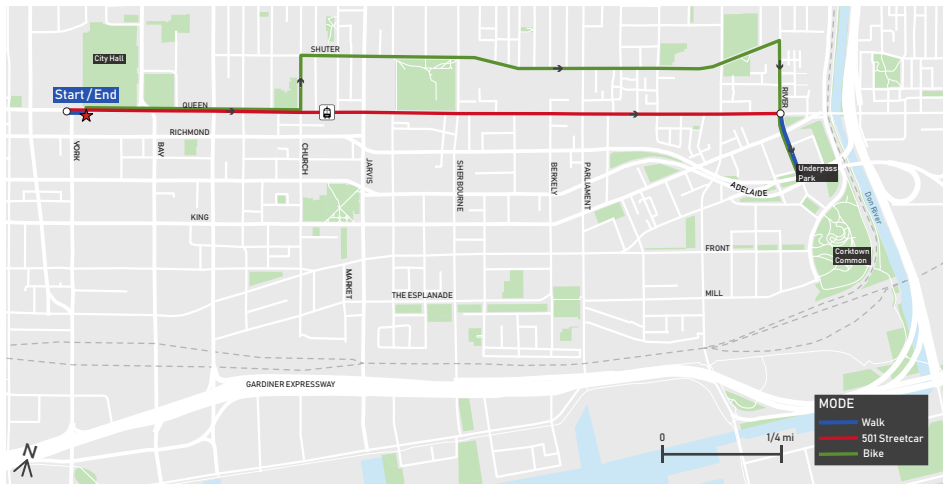 City Hall
SHUTER
Start / End
QUEEN
RIVER
RICHMOND
YORK
BAY
CHURCH
JARVIS
SHERBOURNE
BERKELY
PARLIAMENT
Underpass
Park
ADELAIDE
Don River
KING
FRONT
Corktown
Common
MARKET
THE ESPLANADE
MILL
GARDINER EXPRESSWAY
MODE
Walk
501 Streetcar
Bike
N
0 1/4 mi